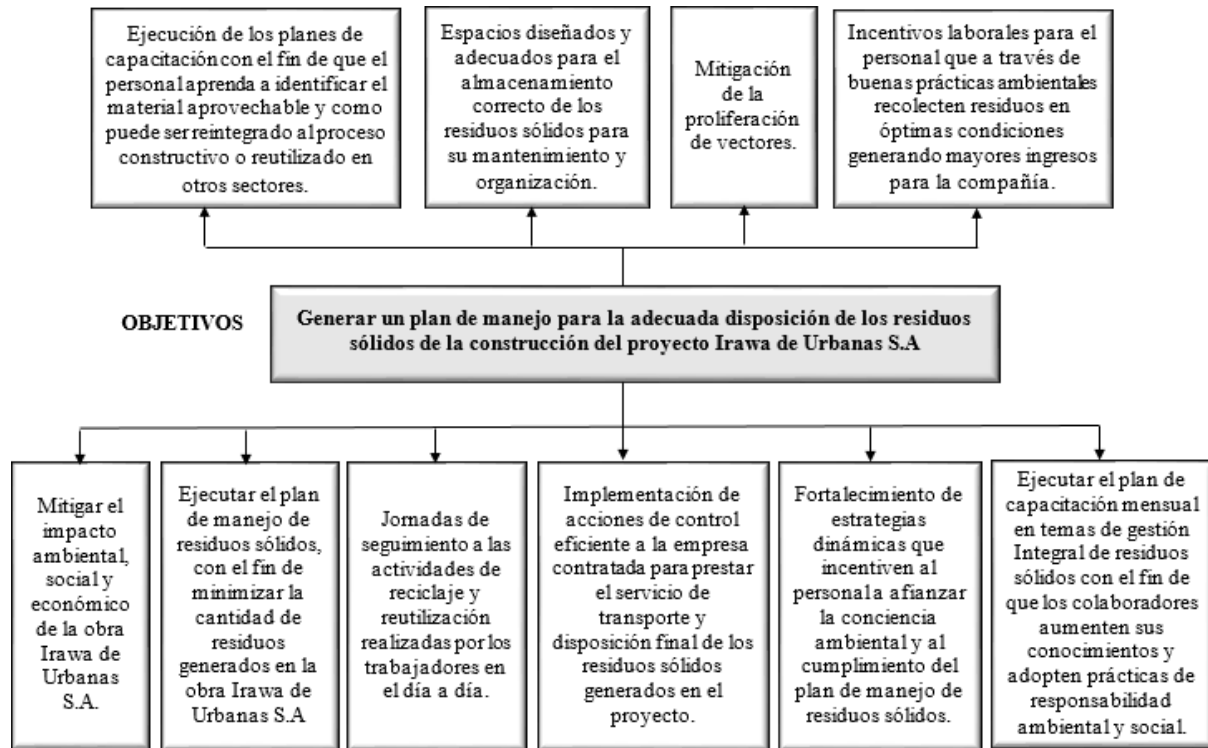 Ejecución de los planes de
capacitación con el fin de que el
personal aprenda a identificar el
material aprovechable y como
puede ser reintegrado al proceso
constructivo o reutilizado en
otros sectores.
Espacios diseñados y
adecuados para el
almacenamiento
correcto de los
residuos sólidos para
su mantenimiento y
organización.
Mitigación
de la
proliferación
de vectores.
Incentivos laborales para el
personal que a través de
buenas prácticas ambientales
recolecten residuos en
óptimas condiciones
generando mayores ingresos
para la compañía.
OBJETIVOS
Generar un plan de manejo para la adecuada disposición de los residuos
sólidos de la construcción del proyecto Irawa de Urbanas S.A
Mitigar el
impacto
ambiental,
social y
económico
de la obra
Irawa de
Urbanas
S.A.
Ejecutar el plan
de manejo de
residuos sólidos,
con el fin de
minimizar la
cantidad de
residuos
generados en la
obra Irawa de
Urbanas S.A
Jornadas de
seguimiento a las
actividades de
reciclaje y
reutilización
realizadas por los
trabajadores en
el día a día.
Implementación de
acciones de control
eficiente a la empresa
contratada para prestar
el servicio de
transporte y
disposición final de los
residuos sólidos
generados en el
proyecto.
Fortalecimiento de
estrategias
dinámicas que
incentiven al
personal a afianzar
la conciencia
ambiental y al
cumplimiento del
plan de manejo de
residuos sólidos.
Ejecutar el plan de
capacitación mensual
en temas de gestión
Integral de residuos
sólidos con el fin de
que los colaboradores
aumenten sus
conocimientos y
adopten prácticas de
responsabilidad
ambiental y social.